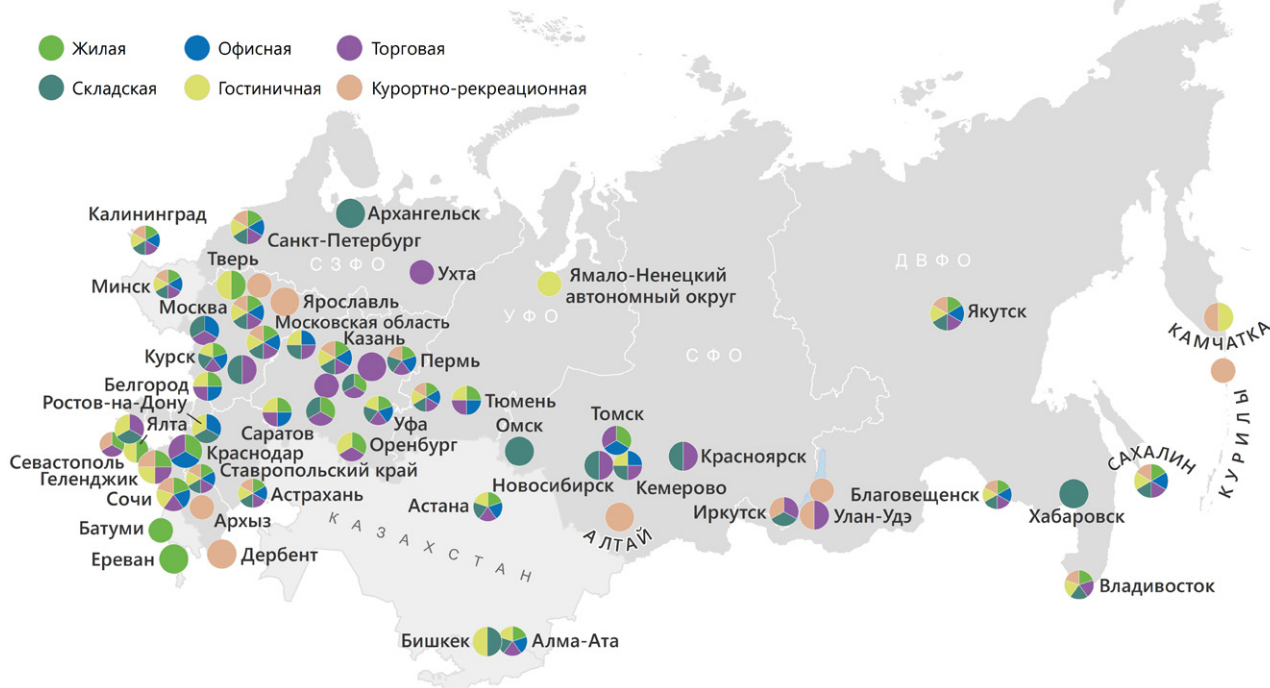 Жилая
Офисная
Торговая
Складская
Гостиничная
Курортно-рекреационная
Калининград
Архангельск
Санкт-Петербург
СЗФО
Тверь
Ухта
Ямало-Ненецкий
автономный округ
ДВФО
Минск
Ярославль
Москва
Московская область
УФО
Якутск
КАМЧАТКА
Казань
Курск
Пермь
СФО
Белгород
Ростов-на-Дону
Тюмень
Ялта
Саратов
Уфа
Омск
Томск
КУРИЛЫ
Краснодар
Оренбург
Красноярск
Севастополь
Ставропольский край
САХАЛИН
Геленджик
Новосибирск
Кемерово
Сочи
Астрахань
Астана
Благовещенск
Архыз
Иркутск
Улан-Удэ
Хабаровск
Батуми
КАЗАХСТАН
АЛТАЙ
Ереван
Дербент
Владивосток
Бишкек
Алма-Ата